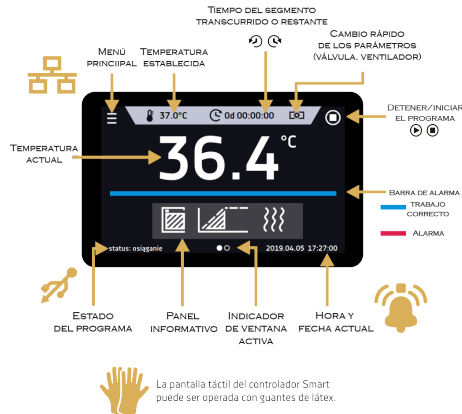 TIEMPO DEL SEGMENTO
TRANSCURRIDO O RESTANTE
CAMBIO RÁPIDO
DE LOS PARÁMETROS
(VÁLVULA, VENTILADOR)
MENÚ
PRINCIIPAL
TEMPERATURA
ESTABLECIDA
DETENER/INICIAR
EL PROGRAMA
37.0°C
0d 00:00:00
TEMPERATURA
ACTUAL
36.4°C
BARRA DE ALARMA
TRABAJO
CORRECTO
ALARMA
status: osiąganie
2019.04.05 17:27:00
ESTADO
DEL PROGRAMA
PANEL
INFORMATIVO
INDICADOR
DE VENTANA
ACTIVA
HORA Y
FECHA ACTUAL
La pantalla táctil del controlador Smart
puede ser operada con guantes de látex.